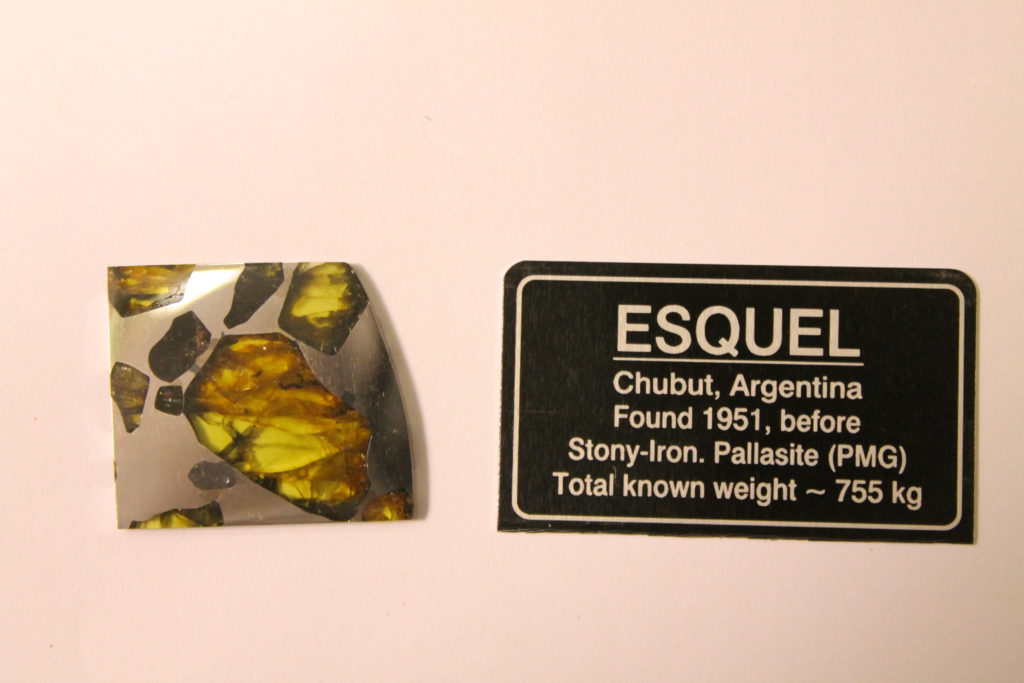 ESQUEL
Chubut, Argentina
Found 1951, before
Stony-Iron. Pallasite (PMG)
Total known weight ~ 755 kg